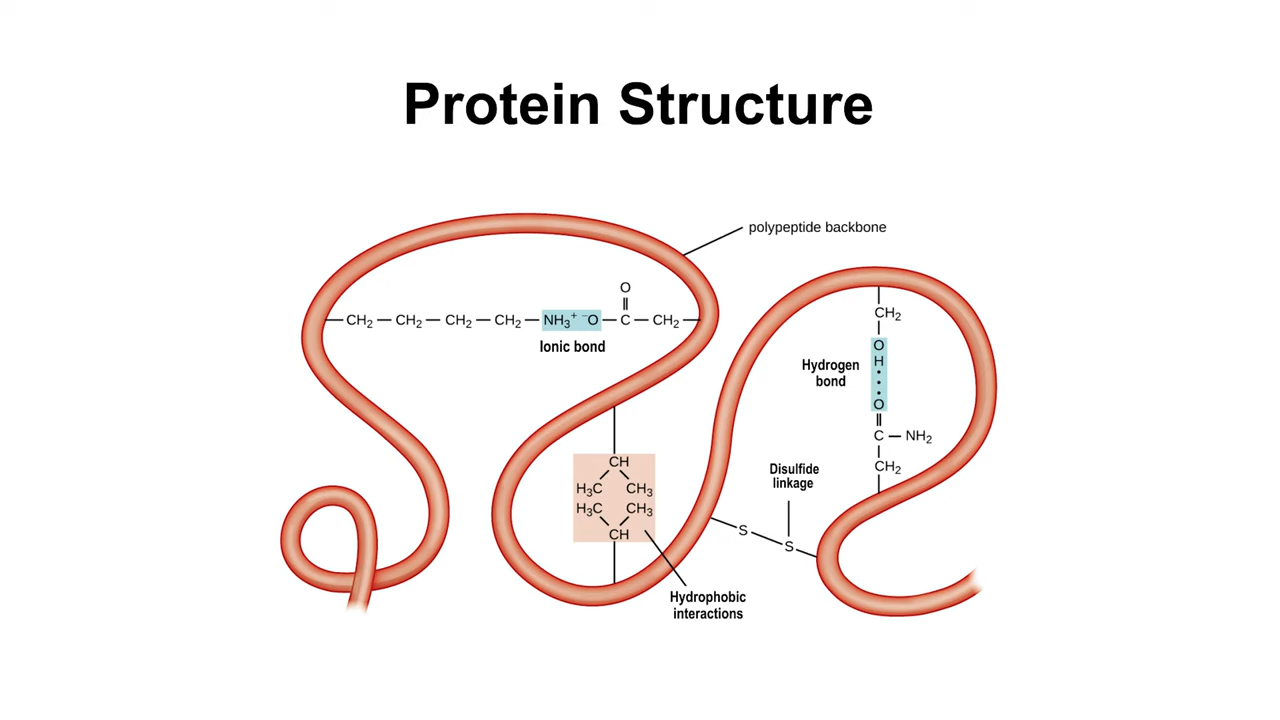 Protein Structure
polypeptide backbone
O
CH₂ — CH₂ — CH₂ — CH₂ — NH₃⁺ ⁻O — C — CH₂
Ionic bond
CH₂
O
H
Hydrogen
bond
O
C — NH₂
CH₂
CH
H₃C CH₃
H₃C CH₃
CH
Disulfide
linkage
S
S
Hydrophobic
interactions